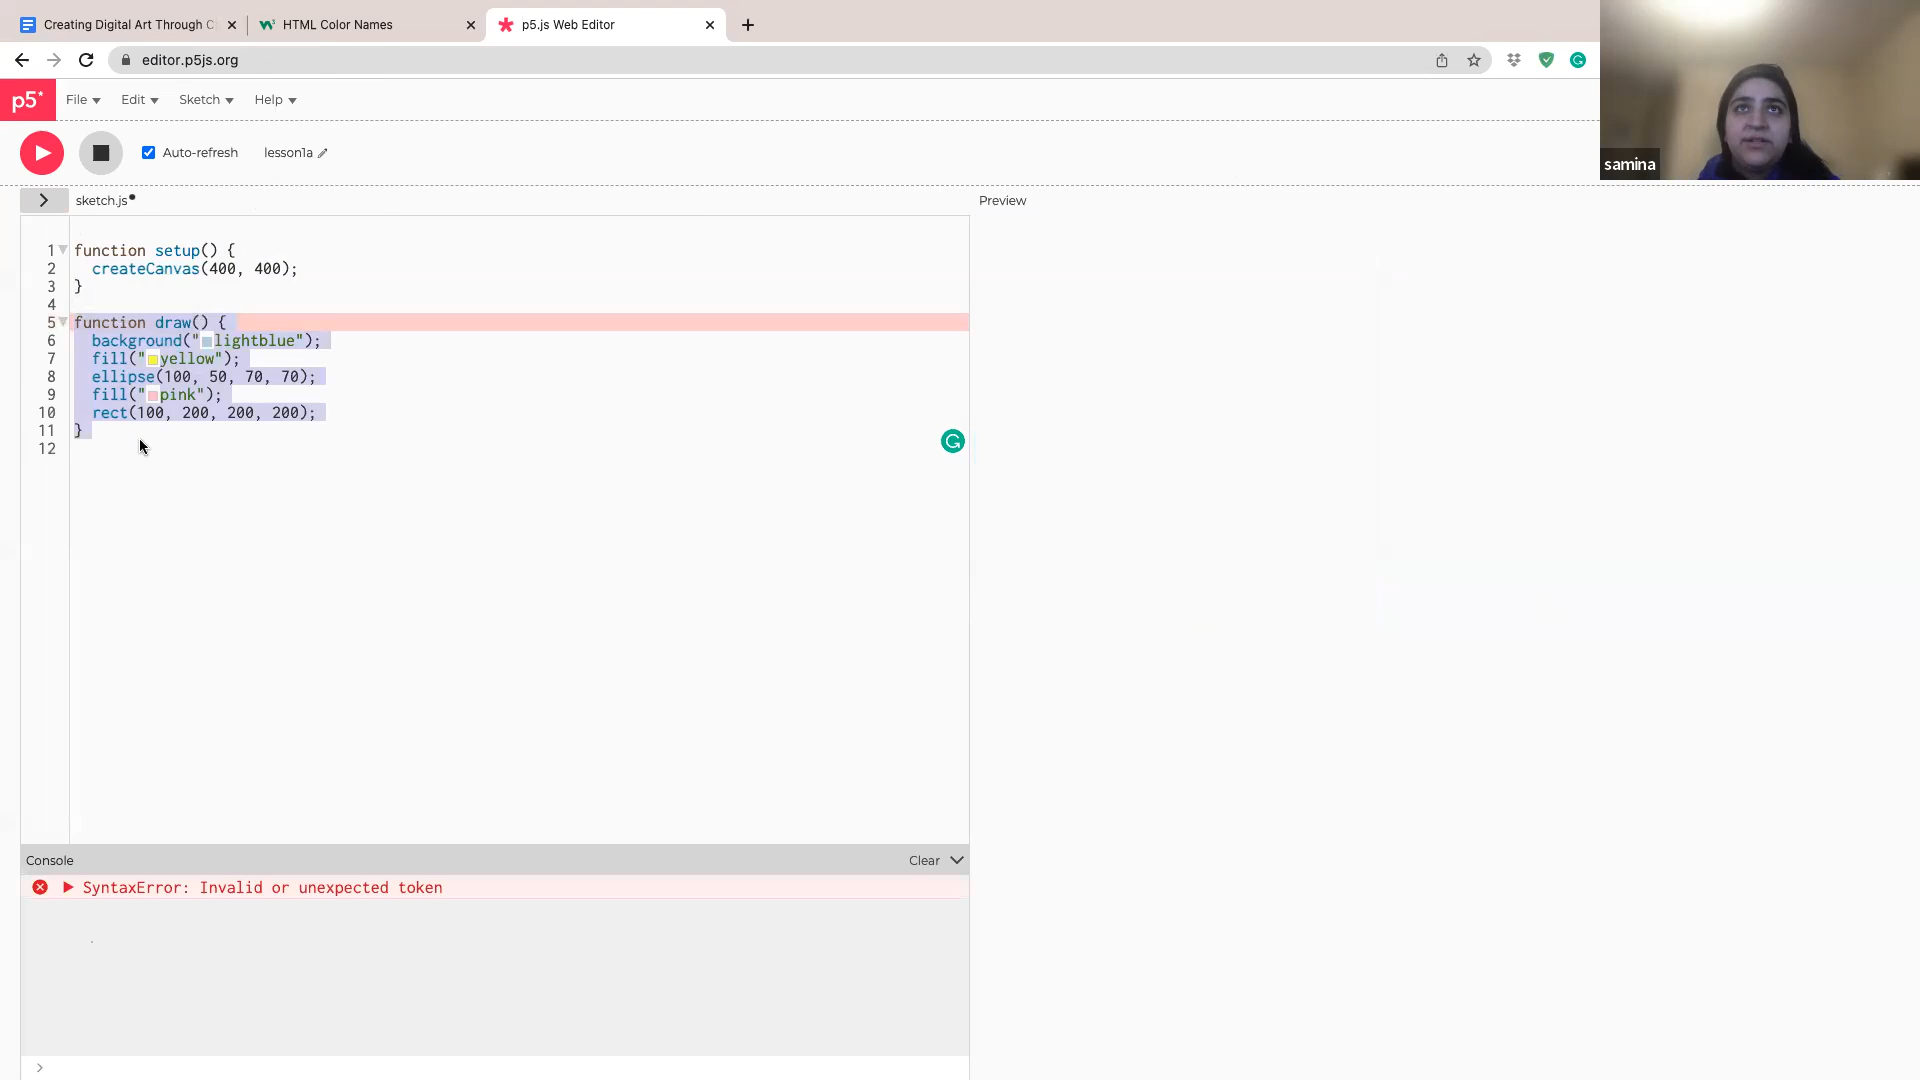 Creating Digital Art Through C
HTML Color Names
p5.js Web Editor
editor.p5js.org
p5*
File
Edit
Sketch
Help
Auto-refresh
lesson1a
samina
sketch.js
Preview
1 function setup() {
2 createCanvas(400, 400);
3 }
4
5 function draw() {
6 background("lightblue");
7 fill("yellow");
8 ellipse(100, 50, 70, 70);
9 fill("pink");
10 rect(100, 200, 200, 200);
11 }
12
Console
Clear
SyntaxError: Invalid or unexpected token
>